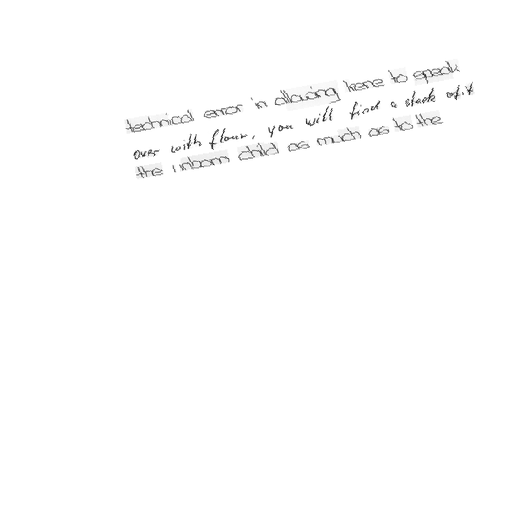 technical error in allowing here to speak
over with flour, you will find a stack of it
the unborn child as much as to the